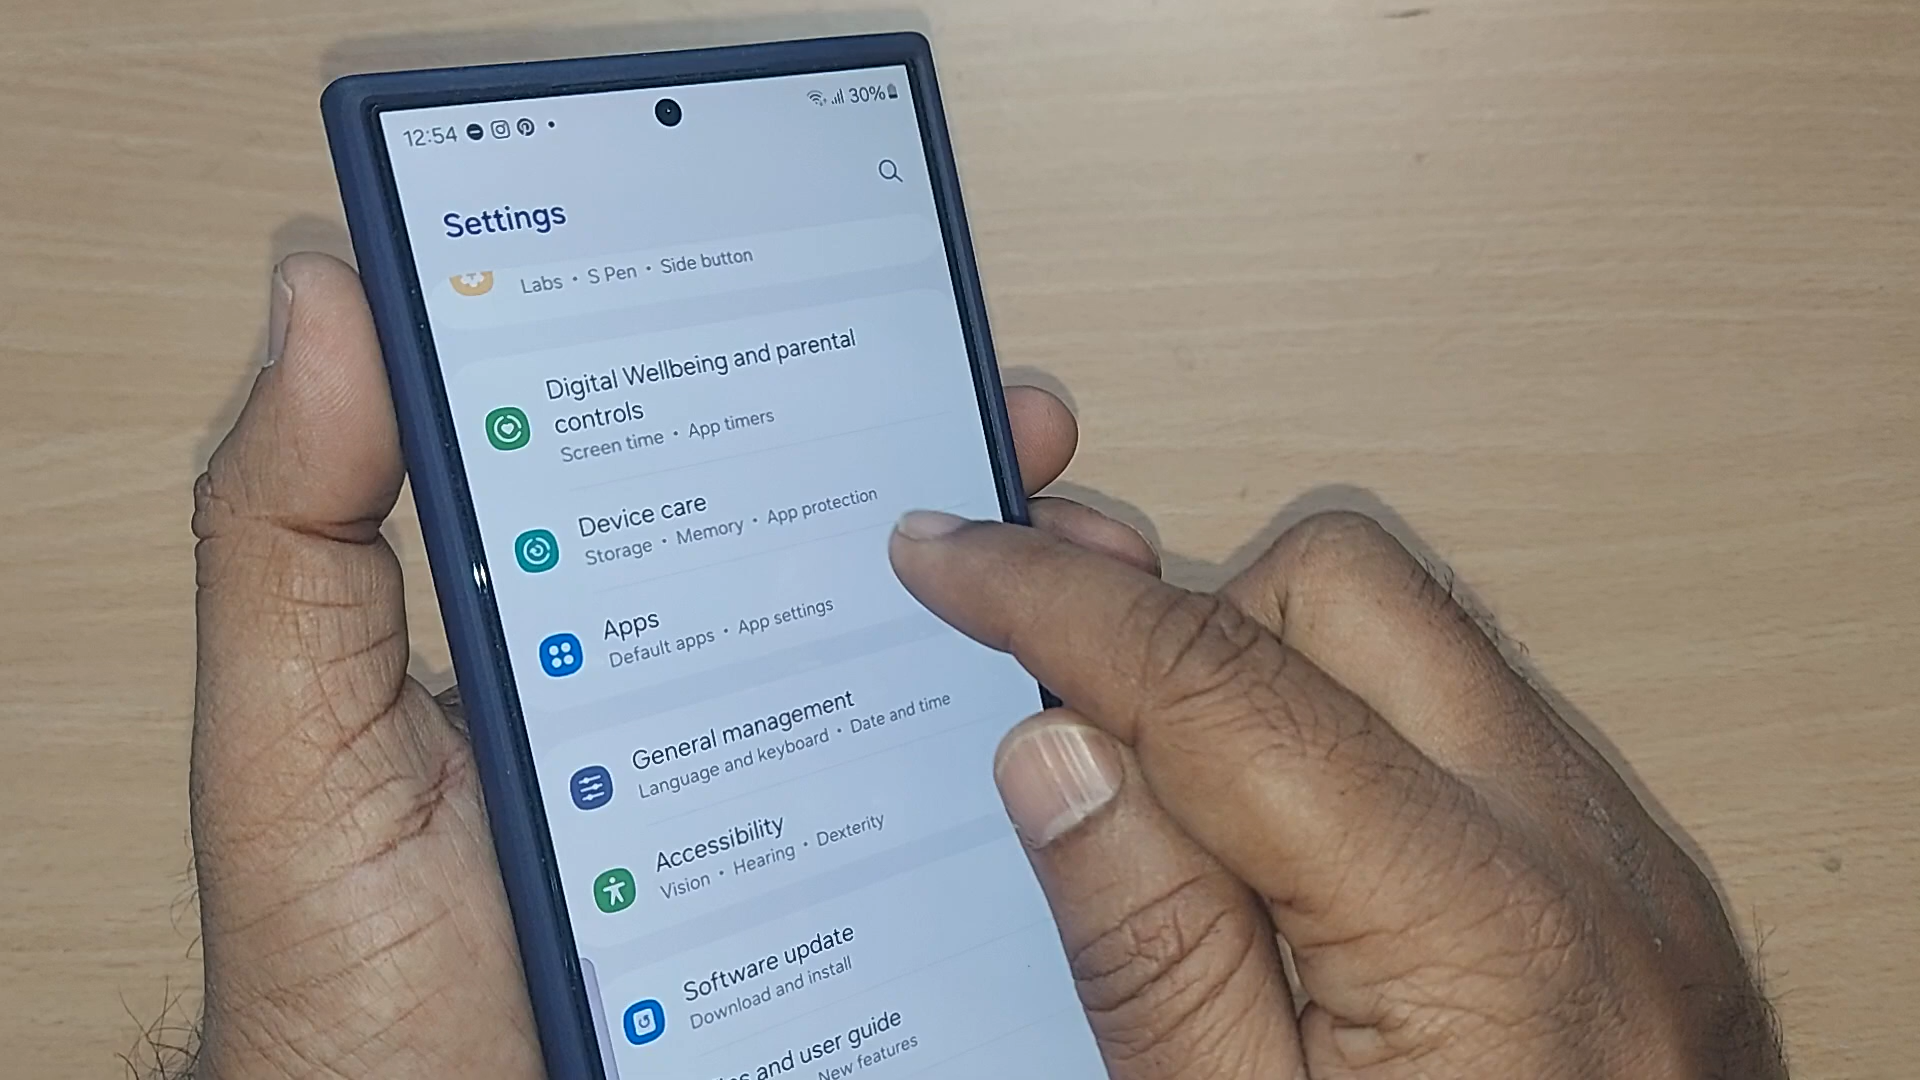 12:54
30%
Settings
Labs • S Pen • Side button
Digital Wellbeing and parental
controls
Screen time • App timers
Device care
Storage • Memory • App protection
Apps
Default apps • App settings
General management
Language and keyboard • Date and time
Accessibility
Vision • Hearing • Dexterity
Software update
Download and install
and user guide
New features